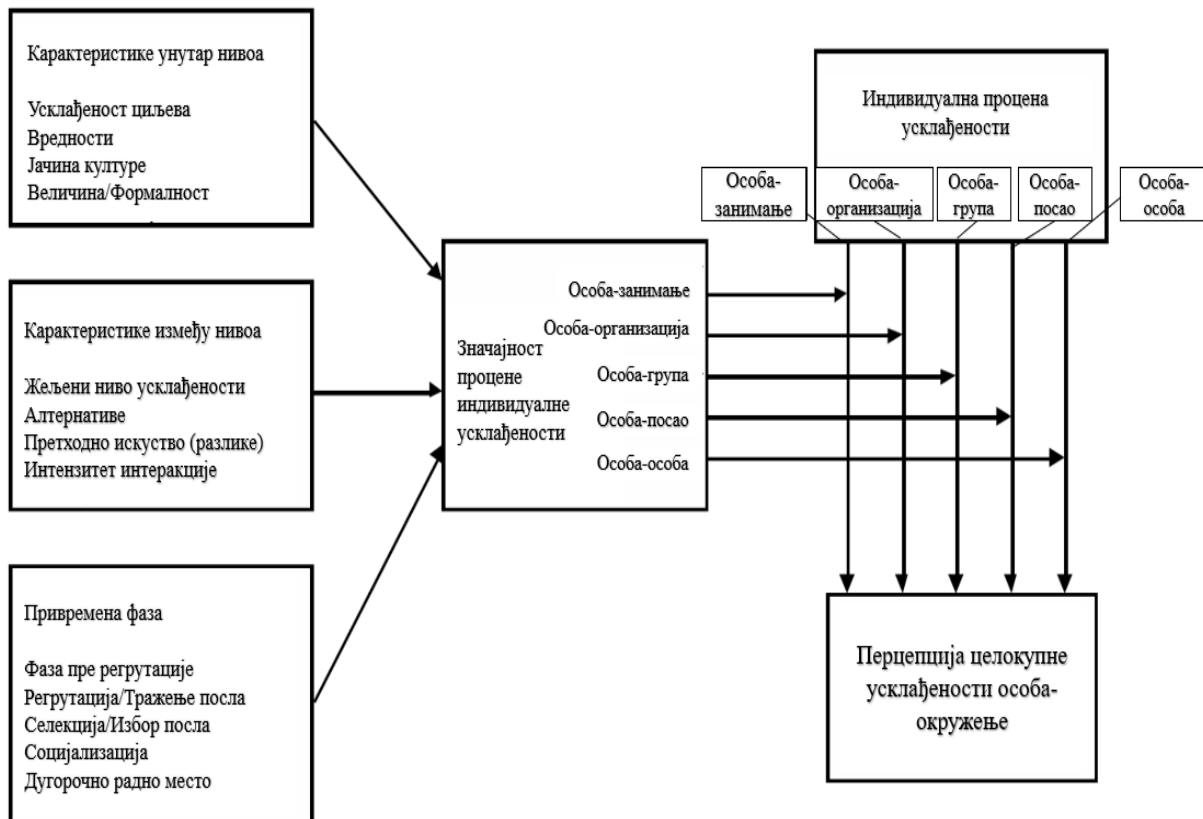 Карактеристике унутар нивоа
Усклађеност циљева
Вредности
Јачина културе
Величина/Формалност
Карактеристике између нивоа
Жељени ниво усклађености
Алтернативе
Претходно искуство (разлике)
Интензитет интеракције
Привремена фаза
Фаза пре регрутације
Регрутација/Тражење посла
Селекција/Избор посла
Социјализација
Дугорочно радно место
Значајност
процене
индивидуалне
усклађености
Особа-занимање
Особа-организација
Особа-група
Особа-посао
Особа-особа
Индивидуална процена
усклађености
Особа-
занимање
Особа-
организација
Особа-
група
Особа-
посао
Особа-
особа
Перцепција целокупне
усклађености особа-
окружење